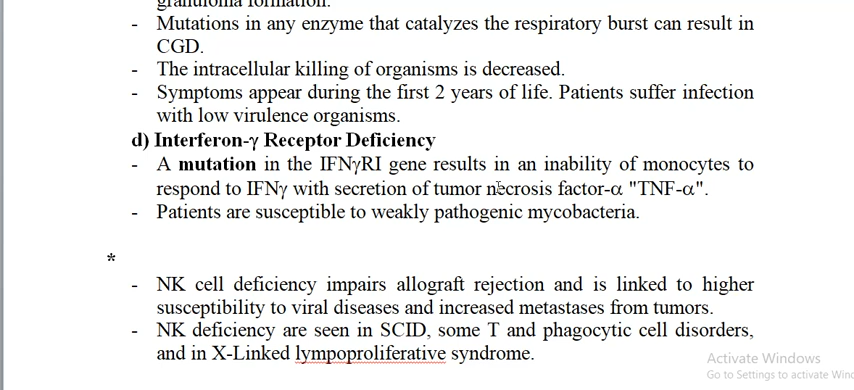 granuloma formation.
- Mutations in any enzyme that catalyzes the respiratory burst can result in
CGD.
- The intracellular killing of organisms is decreased.
- Symptoms appear during the first 2 years of life. Patients suffer infection
with low virulence organisms.
d) Interferon-γ Receptor Deficiency
- A mutation in the IFNγRI gene results in an inability of monocytes to
respond to IFNγ with secretion of tumor necrosis factor-α "TNF-α".
- Patients are susceptible to weakly pathogenic mycobacteria.
*
- NK cell deficiency impairs allograft rejection and is linked to higher
susceptibility to viral diseases and increased metastases from tumors.
- NK deficiency are seen in SCID, some T and phagocytic cell disorders,
and in X-Linked lympoproliferative syndrome.
Activate Windows
Go to Settings to activate Winc